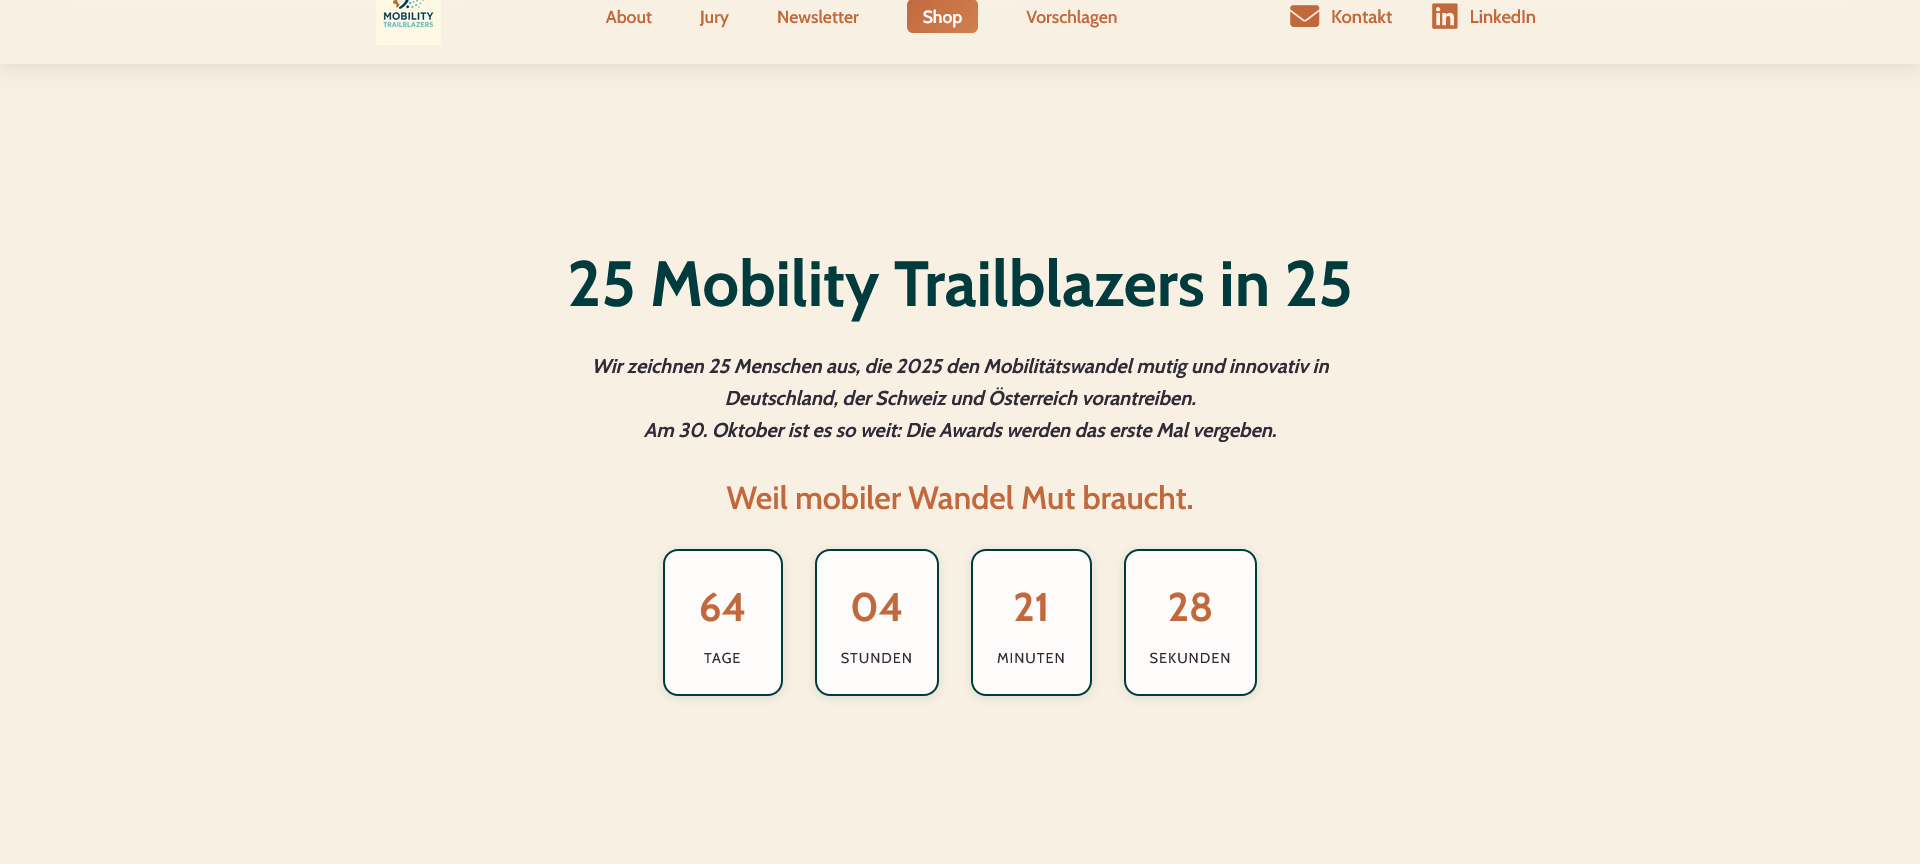 MOBILITY
TRAILBLAZERS
About
Jury
Newsletter
Shop
Vorschlagen
Kontakt
LinkedIn
25 Mobility Trailblazers in 25
Wir zeichnen 25 Menschen aus, die 2025 den Mobilitätswandel mutig und innovativ in
Deutschland, der Schweiz und Österreich vorantreiben.
Am 30. Oktober ist es so weit: Die Awards werden das erste Mal vergeben.
Weil mobiler Wandel Mut braucht.
64
TAGE
04
STUNDEN
21
MINUTEN
28
SEKUNDEN